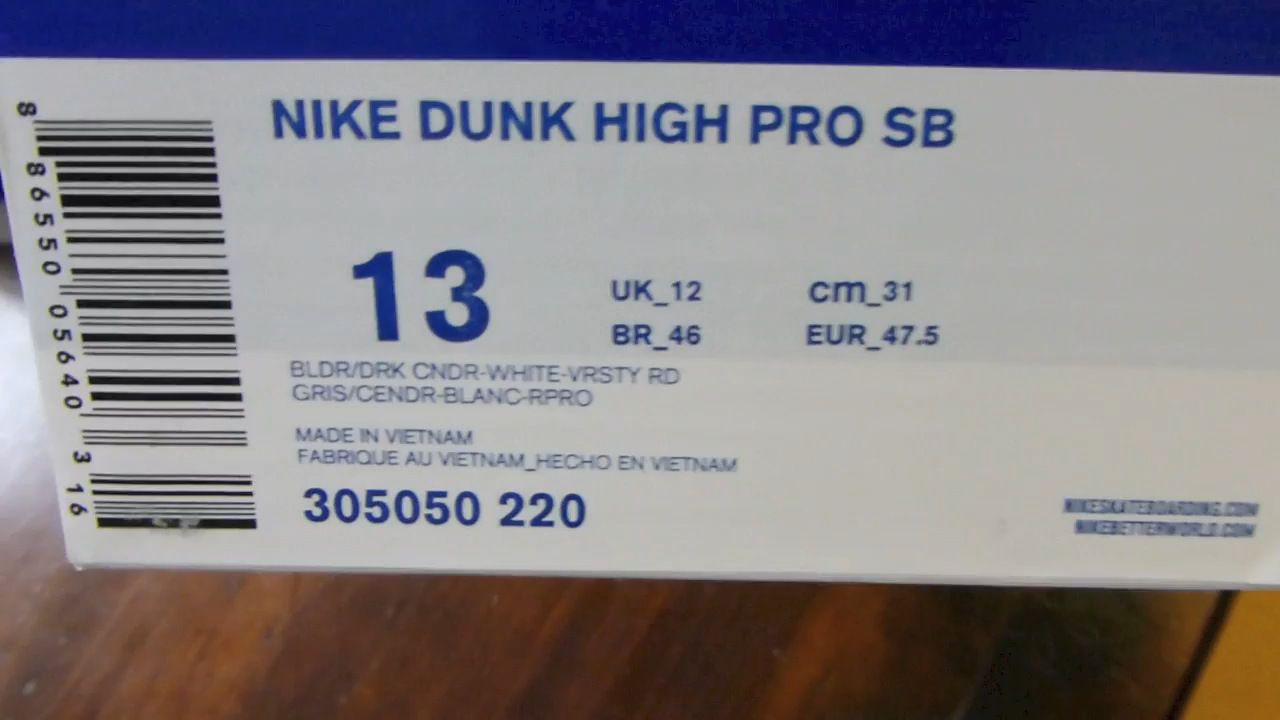 NIKE DUNK HIGH PRO SB
13
UK_12 cm_31
BR_46 EUR_47.5
BLDR/DRK CNDR-WHITE-VRSTY RD
GRIS/CENDR-BLANC-RPRO
MADE IN VIETNAM
FABRIQUE AU VIETNAM_HECHO EN VIETNAM
305050 220
NIKESKATEBOARDING.COM
NIKEBETTERWORLD.COM
8 86550 05640 3 16